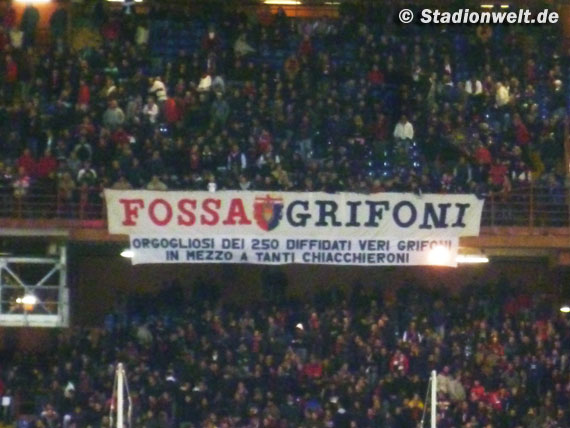 © Stadionwelt.de
FOSSA GRIFONI
ORGOGLIOSI DEI 250 DIFFIDATI VERI GRIFONI
IN MEZZO A TANTI CHIACCHIERONI